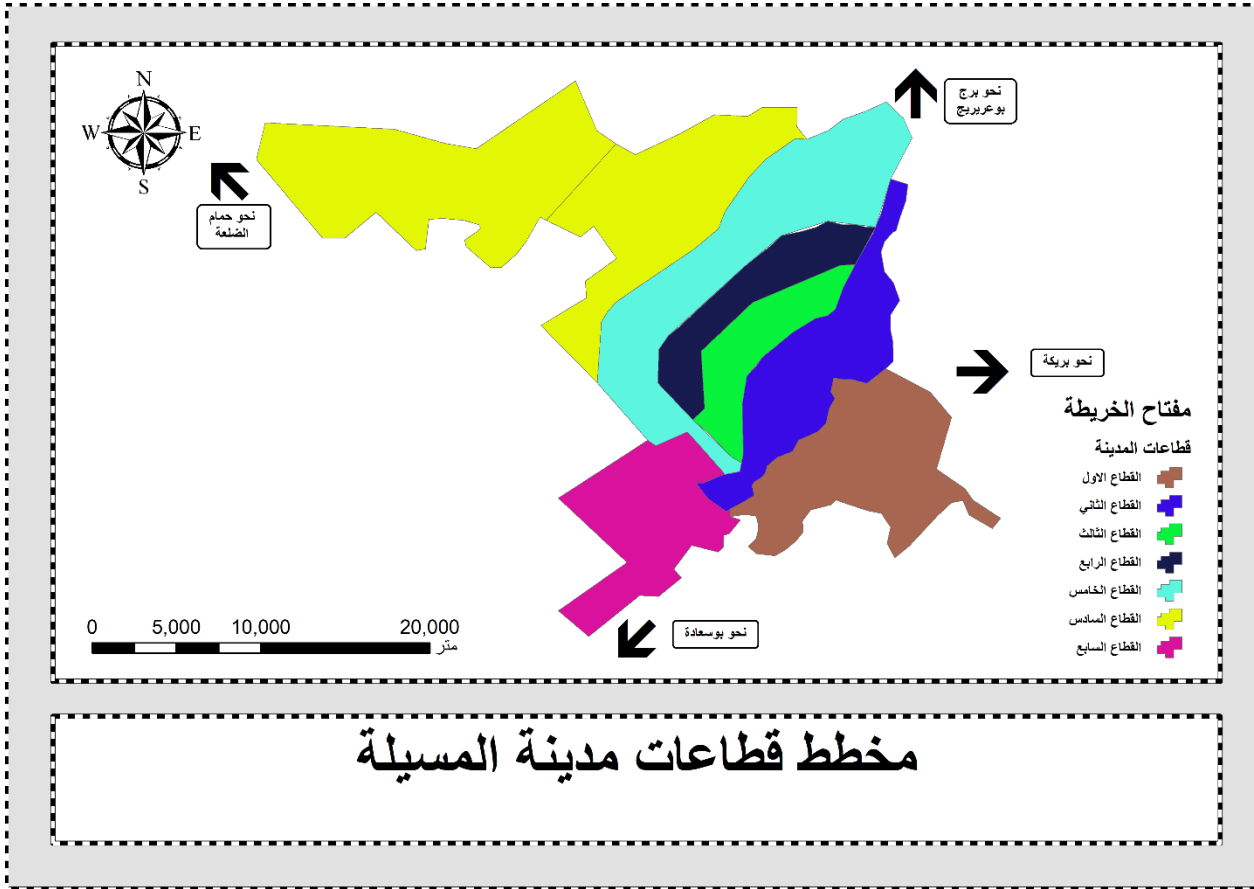 N
W
E
S
نحو برج
بوعريريج
نحو حمام
الضلعة
نحو بريكة
مفتاح الخريطة
قطاعات المدينة
القطاع الاول
القطاع الثاني
القطاع الثالث
القطاع الرابع
القطاع الخامس
القطاع السادس
القطاع السابع
نحو بوسعادة
0 5,000 10,000 20,000
متر
مخطط قطاعات مدينة المسيلة